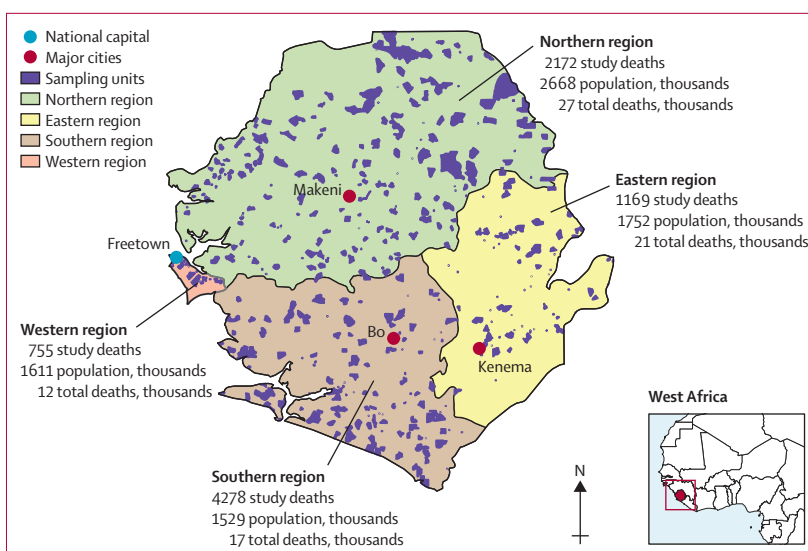 National capital
Major cities
Sampling units
Northern region
Eastern region
Southern region
Western region
Northern region
2172 study deaths
2668 population, thousands
27 total deaths, thousands
Makeni
Eastern region
1169 study deaths
1752 population, thousands
21 total deaths, thousands
Freetown
Western region
755 study deaths
1611 population, thousands
12 total deaths, thousands
Bo
Kenema
Southern region
4278 study deaths
1529 population, thousands
17 total deaths, thousands
N
West Africa